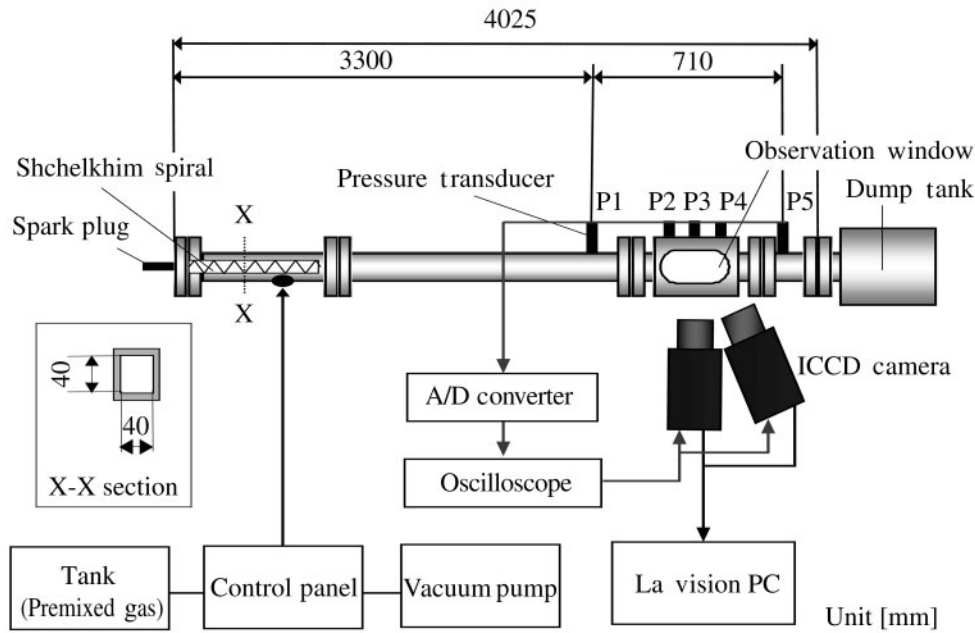 4025
3300
710
Shchelkhim spiral
Observation window
Pressure transducer
Dump tank
Spark plug
X
P1
P2
P3
P4
P5
X
40
40
X-X section
A/D converter
ICCD camera
Oscilloscope
Tank
(Premixed gas)
Control panel
Vacuum pump
La vision PC
Unit [mm]